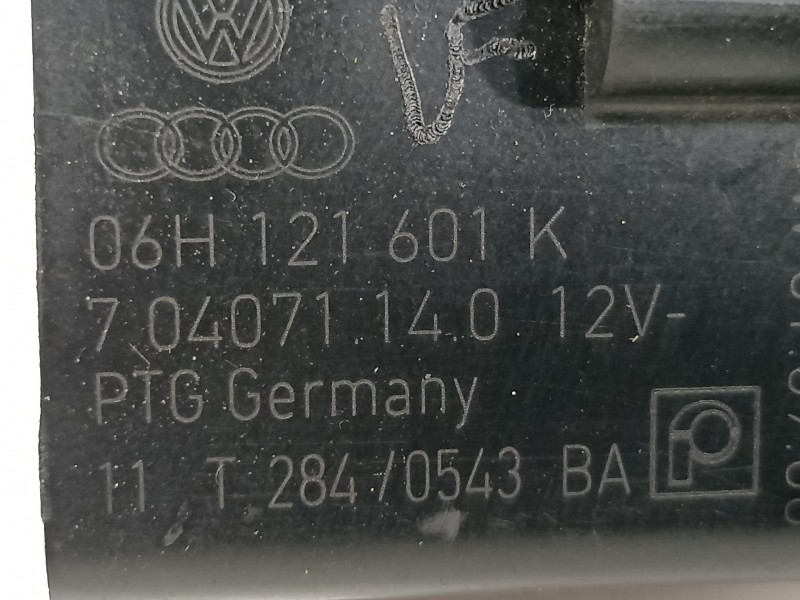 06H 121 601 K
7 04071 14 0 12V-
PTG Germany
11 T 284/0543 BA